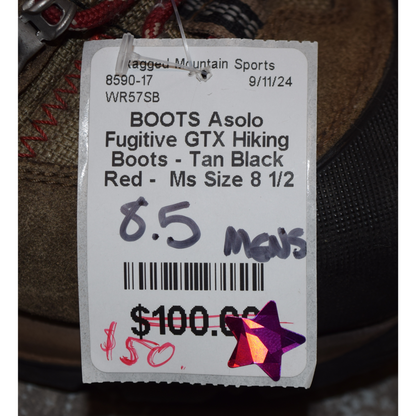 Ragged Mountain Sports
8590-17 9/11/24
WR57SB
BOOTS Asolo
Fugitive GTX Hiking
Boots - Tan Black
Red - Ms Size 8 1/2
8.5 MENS
$100.00
$50